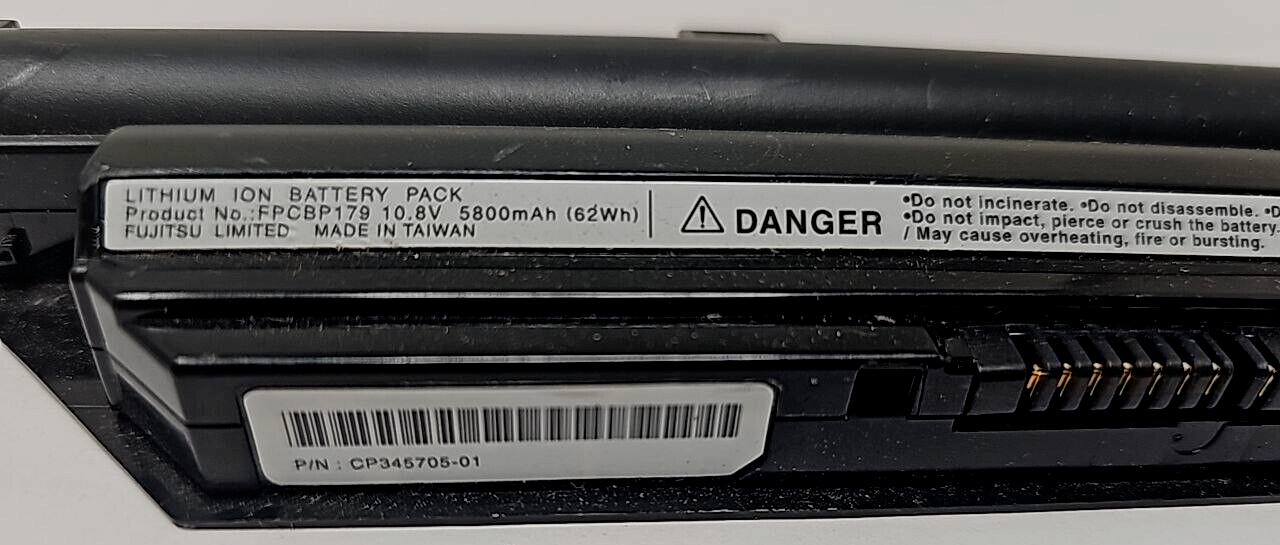 LITHIUM ION BATTERY PACK
Product No.:FPCBP179 10.8V 5800mAh (62Wh)
FUJITSU LIMITED MADE IN TAIWAN
DANGER
•Do not incinerate. •Do not disassemble.
•Do not impact, pierce or crush the battery.
/ May cause overheating, fire or bursting.
P/N : CP345705-01